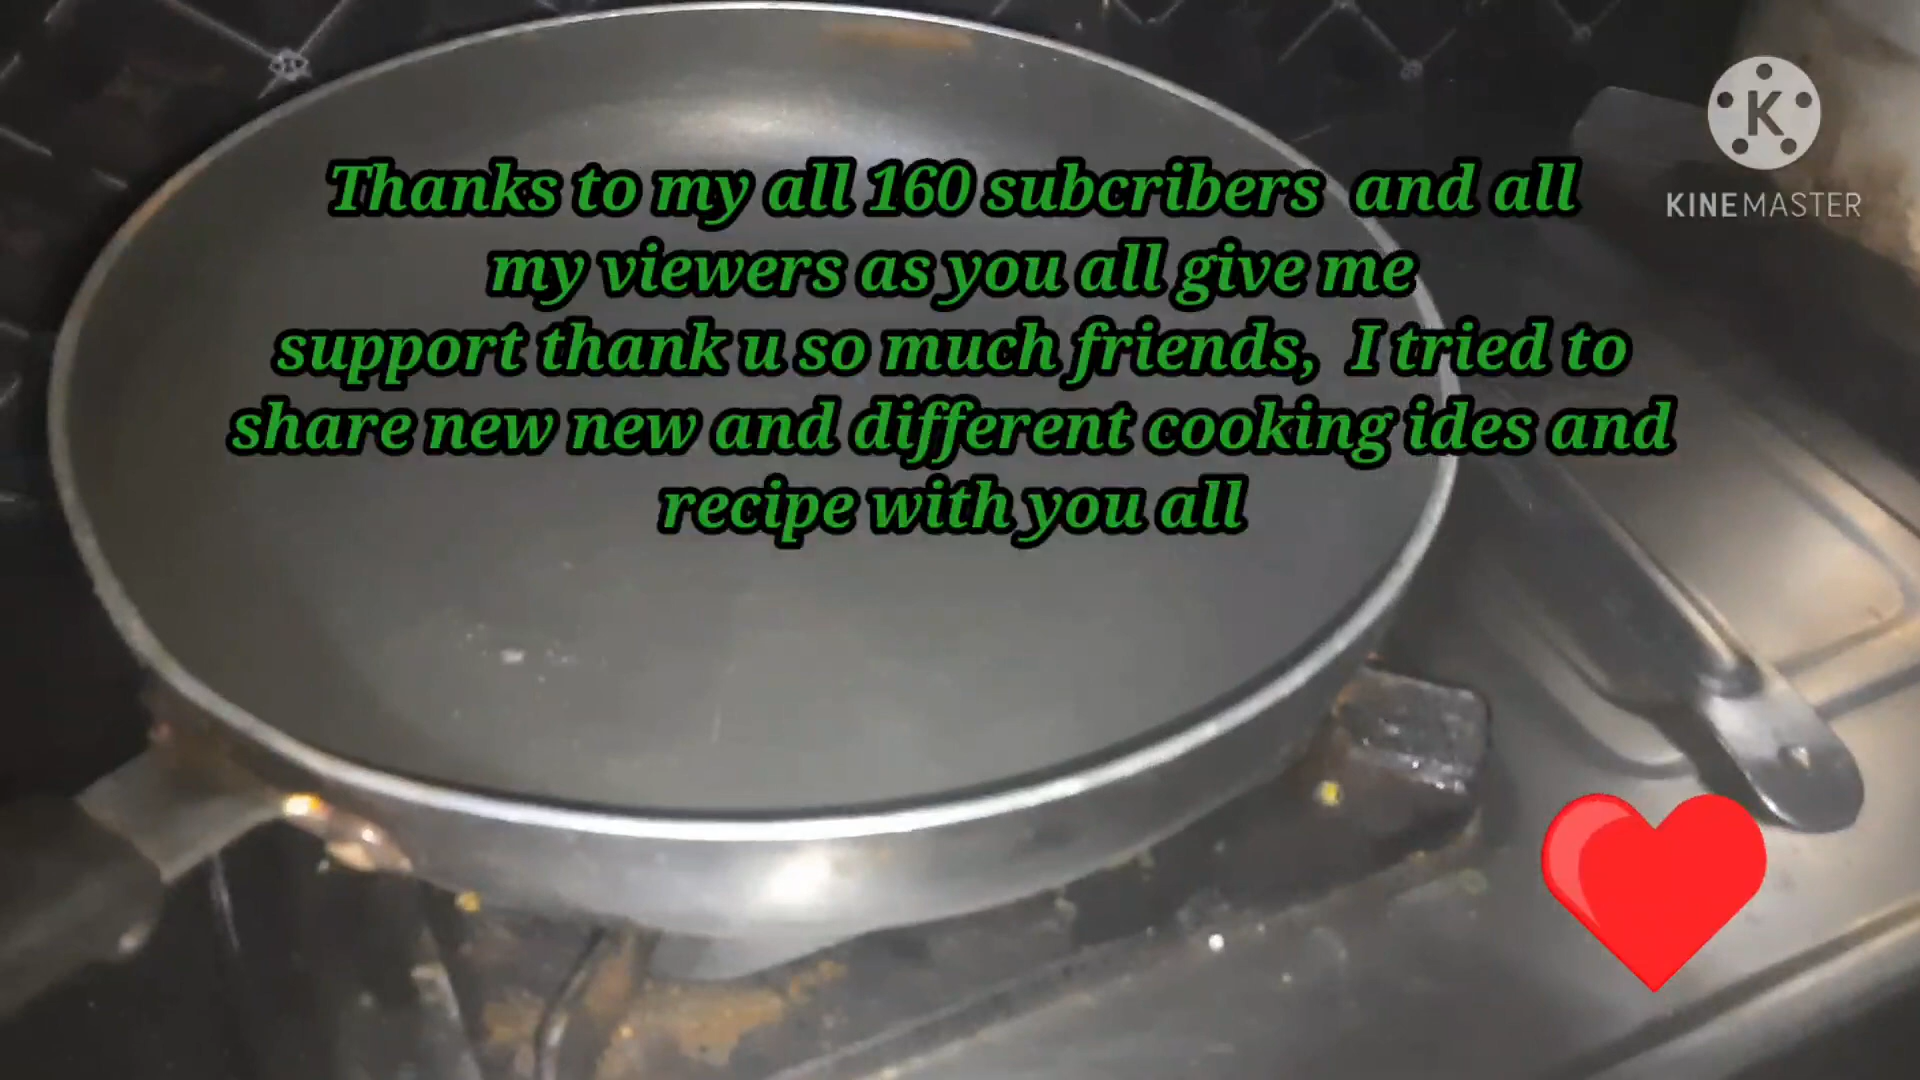 Thanks to my all 160 subcribers and all
my viewers as you all give me
support thank u so much friends, I tried to
share new new and different cooking ides and
recipe with you all
K
KINEMASTER